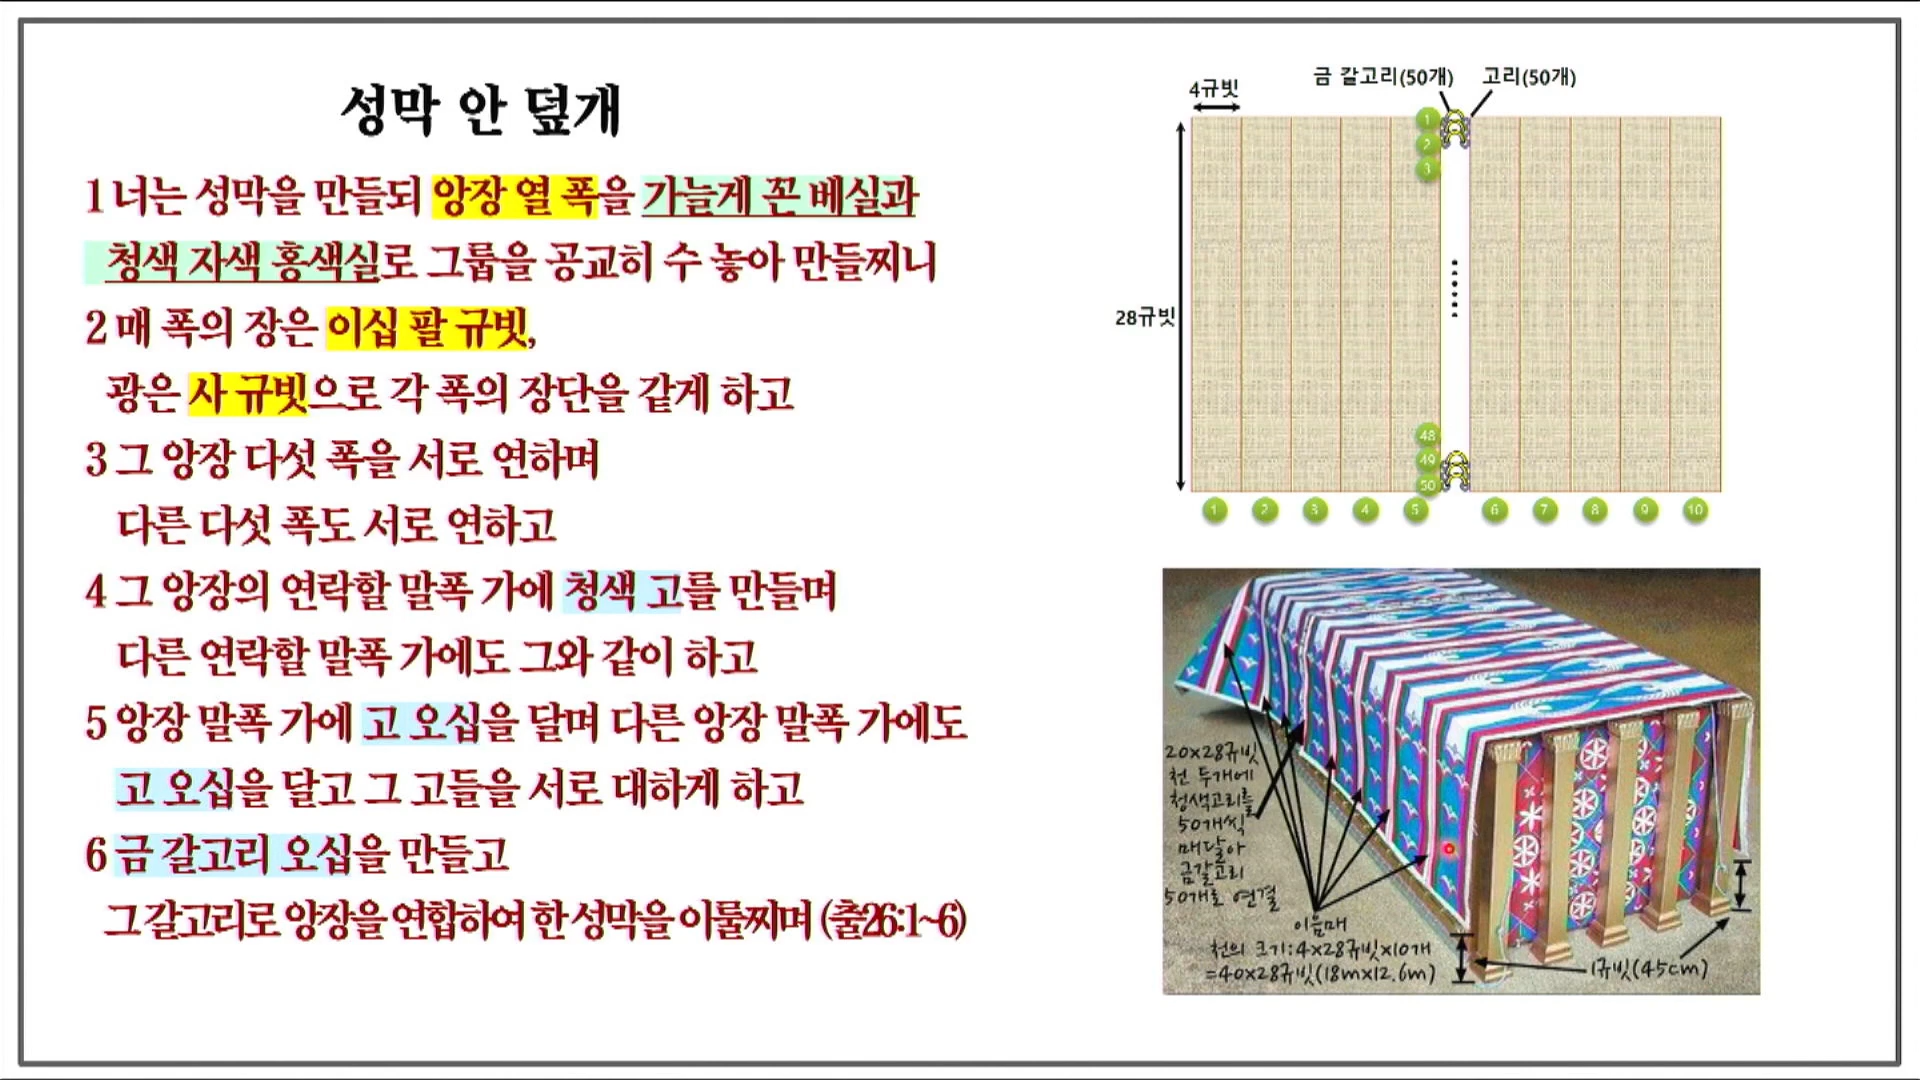 성막 안 덮개
1 너는 성막을 만들되 앙장 열 폭을 가늘게 꼰 베실과
청색 자색 홍색실로 그룹을 공교히 수 놓아 만들찌니
2 매 폭의 장은 이십 팔 규빗,
광은 사 규빗으로 각 폭의 장단을 같게 하고
3 그 앙장 다섯 폭을 서로 연하며
다른 다섯 폭도 서로 연하고
4 그 앙장의 연락할 말폭 가에 청색 고를 만들며
다른 연락할 말폭 가에도 그와 같이 하고
5 앙장 말폭 가에 고 오십을 달며 다른 앙장 말폭 가에도
고 오십을 달고 그 고들을 서로 대하게 하고
6 금 갈고리 오십을 만들고
그 갈고리로 앙장을 연합하여 한 성막을 이룰찌며 (출26:1~6)
금 갈고리(50개) 고리(50개)
4규빗
1
2
3
28규빗
48
49
50
1 2 3 4 5 6 7 8 9 10
20x28규빗
천 두개에
청색고리를
50개씩
매달아
금갈고리
50개로 연결
이음매
천의 크기:4x28규빗x10개
=40x28규빗(18mx12.6m)
1규빗(45cm)